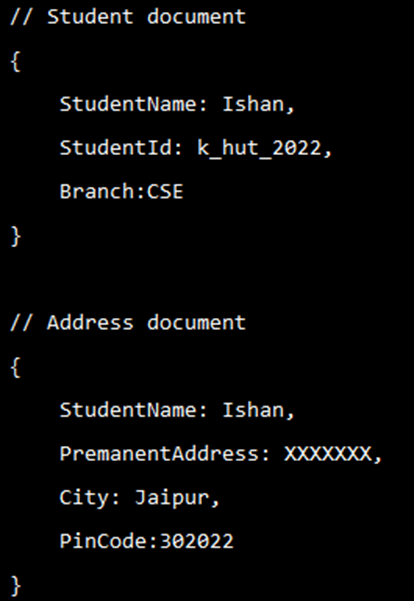 // Student document
{
StudentName: Ishan,
StudentId: k_hut_2022,
Branch:CSE
}
// Address document
{
StudentName: Ishan,
PremanentAddress: XXXXXXX,
City: Jaipur,
PinCode:302022
}